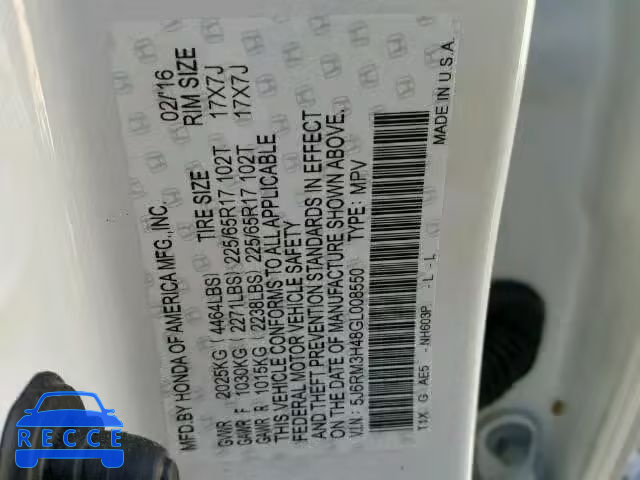 MFD.BY HONDA OF AMERICA MFG.,INC. 02/16
TIRE SIZE RIM SIZE
GVWR 2025KG ( 4464LBS)
GAWR F 1030KG ( 2271LBS) 225/65R17 102T 17X7J
GAWR R 1015KG ( 2238LBS) 225/65R17 102T 17X7J
THIS VEHICLE CONFORMS TO ALL APPLICABLE
FEDERAL MOTOR VEHICLE SAFETY
AND THEFT PREVENTION STANDARDS IN EFFECT
ON THE DATE OF MANUFACTURE SHOWN ABOVE.
V.I.N.: 5J6RM3H48GL008550 TYPE: MPV
T1X G AE5 -NH603P -L -L
MADE IN U.S.A.
BIDFAX